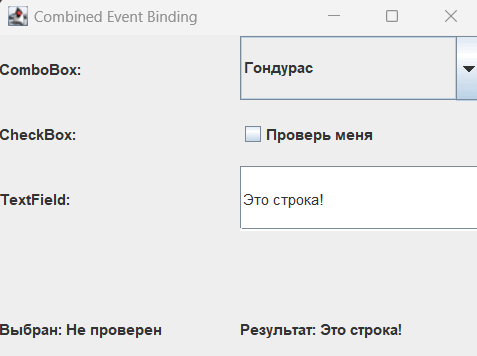 Combined Event Binding
ComboBox: Гондурас
CheckBox: Проверь меня
TextField: Это строка!
Выбран: Не проверен Результат: Это строка!